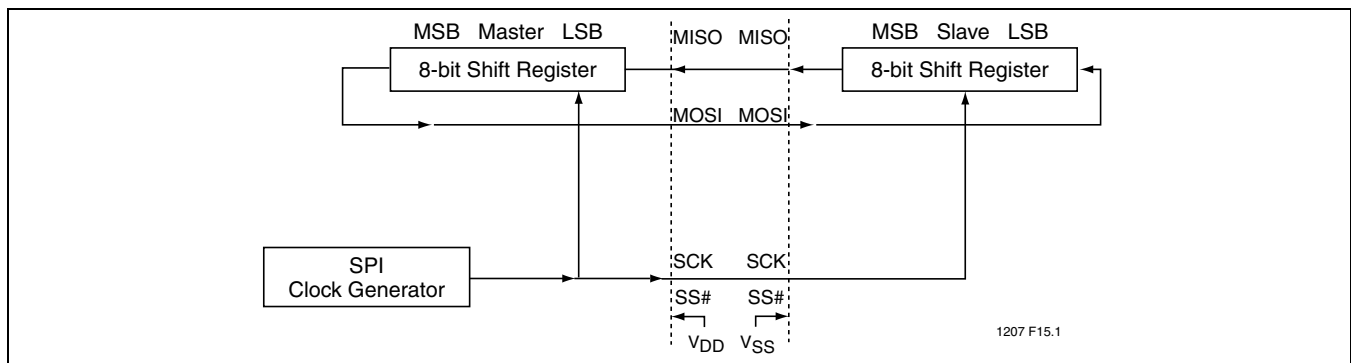 MSB Master LSB
MISO MISO
MSB Slave LSB
8-bit Shift Register
8-bit Shift Register
MOSI MOSI
SPI
Clock Generator
SCK SCK
SS# SS#
VDD VSS
1207 F15.1